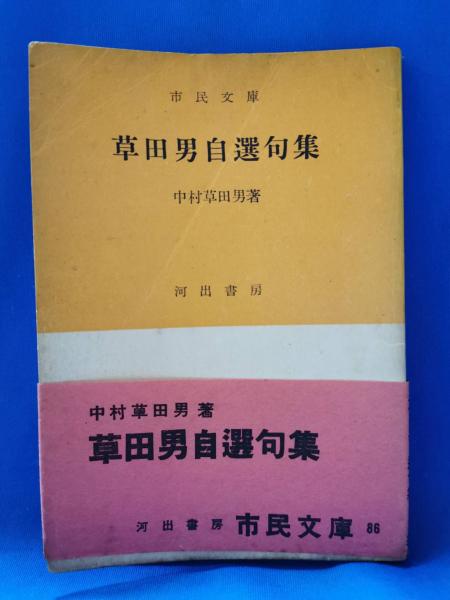 市民文庫
草田男自選句集
中村草田男著
河出書房
中村草田男著
草田男自選句集
河出書房 市民文庫 86